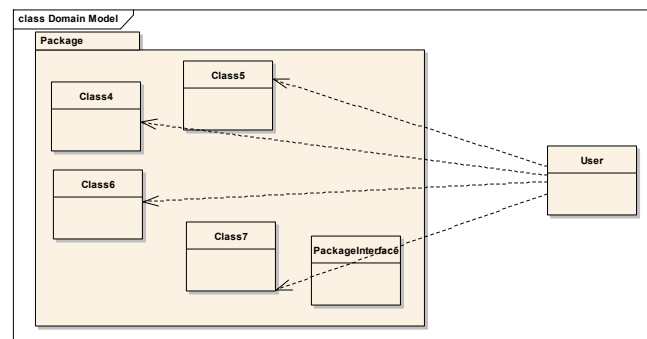 class Domain Model
Package
Class5
Class4
User
Class6
Class7
PackageInterface